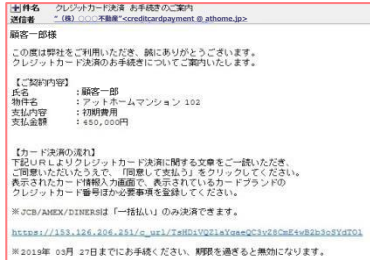 件名 クレジットカード決済 お手続きのご案内
送信者 "(株) ○○○不動産"<creditcardpayment @ athome.jp>
顧客一郎様
この度は弊社をご利用いただき、誠にありがとうございます。
クレジットカード決済のお手続きについてご案内いたします。
【ご契約内容】
氏名 :顧客一郎
物件名 :アットホームマンション 102
支払内容 :初期費用
支払金額 :450,000円
【カード決済の流れ】
下記ＵＲＬよりクレジットカード決済に関する文章をご一読いただき、
ご同意いただいたうえで、「同意して支払う」をクリックしてください。
表示されたカード情報入力画面で、表示されているカードブランドの
クレジットカード番号ほか必要事項を登録してください。
※JCB/AMEX/DINERSは「一括払い」のみ決済できます。
https://153.126.206.251/c_url/
※2019年 03月 27日までにお手続ください、期限を過ぎると無効になります。